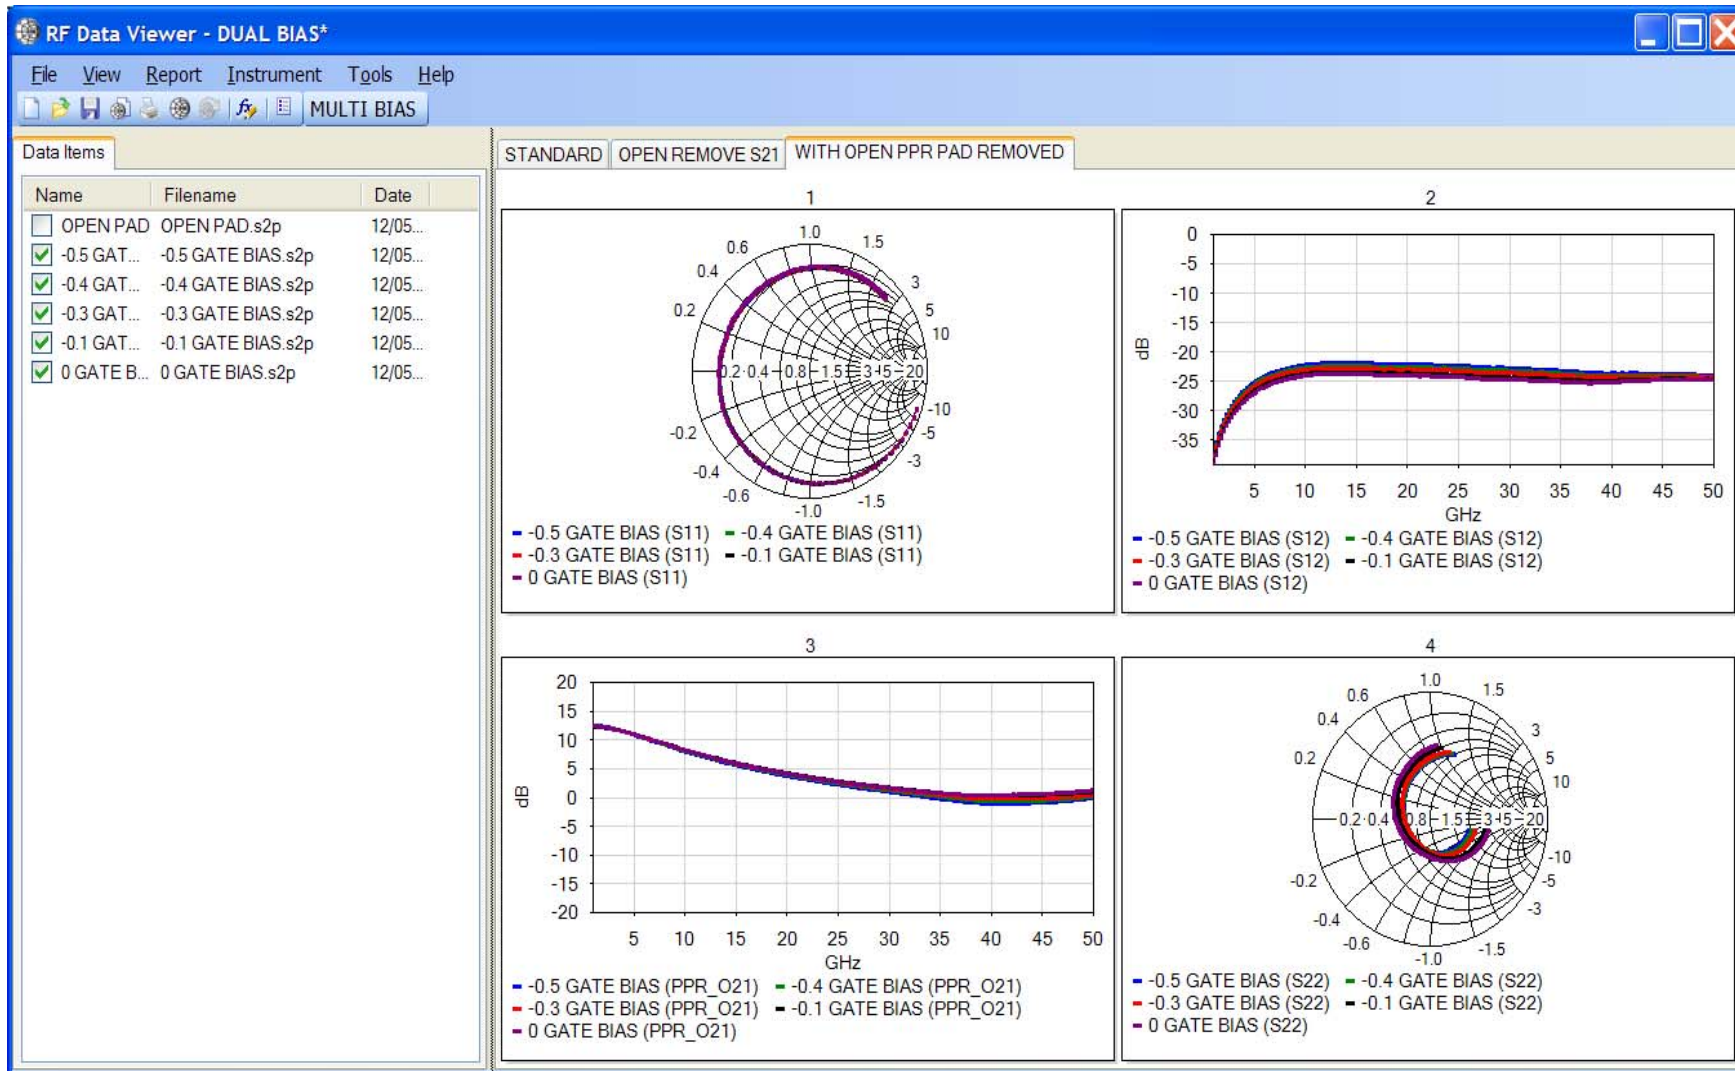 RF Data Viewer - DUAL BIAS*
File View Report Instrument Tools Help
fx MULTI BIAS
Data Items
Name Filename Date
OPEN PAD OPEN PAD.s2p 12/05...
-0.5 GAT... -0.5 GATE BIAS.s2p 12/05...
-0.4 GAT... -0.4 GATE BIAS.s2p 12/05...
-0.3 GAT... -0.3 GATE BIAS.s2p 12/05...
-0.1 GAT... -0.1 GATE BIAS.s2p 12/05...
0 GATE B... 0 GATE BIAS.s2p 12/05...
STANDARD OPEN REMOVE S21 WITH OPEN PPR PAD REMOVED
1
1.0
0.6 1.5
0.4 3
0.2 5
10
0.2 0.4 0.8 1.5 3 5 20
-10
-0.2 -5
-3
-0.4
-0.6 -1.5
-1.0
-0.5 GATE BIAS (S11) -0.4 GATE BIAS (S11)
-0.3 GATE BIAS (S11) -0.1 GATE BIAS (S11)
0 GATE BIAS (S11)
2
0
-5
-10
-15
dB
-20
-25
-30
-35
5 10 15 20 25 30 35 40 45 50
GHz
-0.5 GATE BIAS (S12) -0.4 GATE BIAS (S12)
-0.3 GATE BIAS (S12) -0.1 GATE BIAS (S12)
0 GATE BIAS (S12)
3
20
15
10
5
dB
0
-5
-10
-15
-20
5 10 15 20 25 30 35 40 45 50
GHz
-0.5 GATE BIAS (PPR_O21) -0.4 GATE BIAS (PPR_O21)
-0.3 GATE BIAS (PPR_O21) -0.1 GATE BIAS (PPR_O21)
0 GATE BIAS (PPR_O21)
4
1.0
0.6 1.5
0.4 3
0.2 5
10
0.2 0.4 0.8 1.5 3 5 20
-10
-0.2 -5
-3
-0.4
-0.6 -1.5
-1.0
-0.5 GATE BIAS (S22) -0.4 GATE BIAS (S22)
-0.3 GATE BIAS (S22) -0.1 GATE BIAS (S22)
0 GATE BIAS (S22)